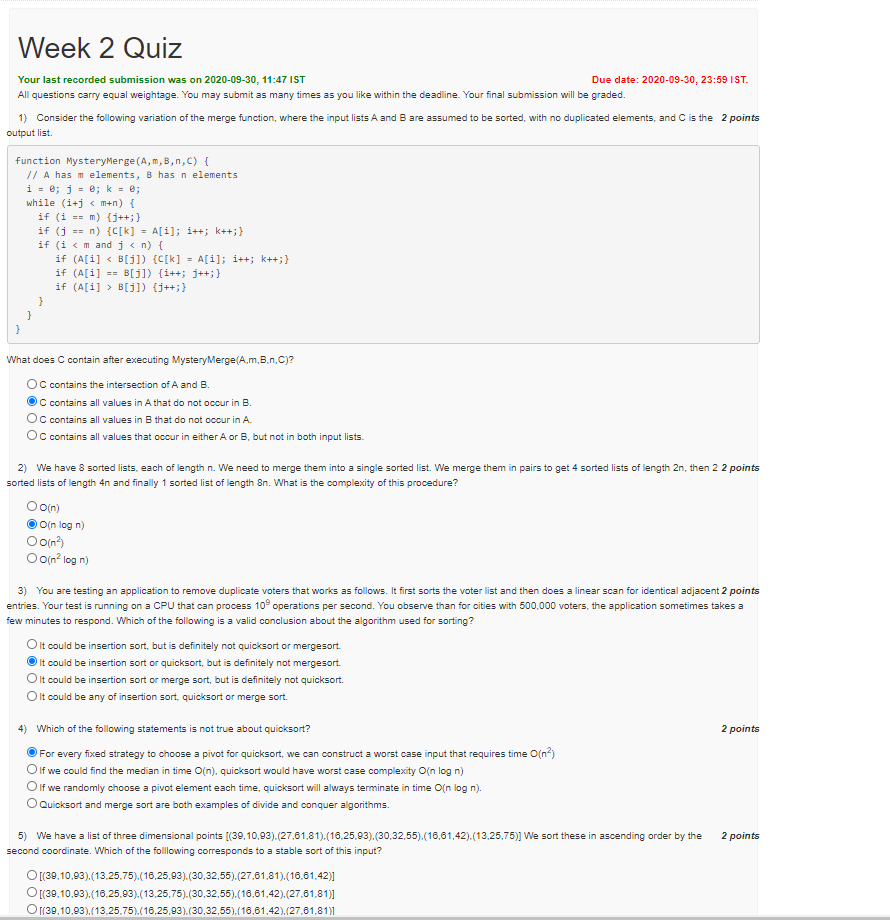 Week 2 Quiz
Your last recorded submission was on 2020-09-30, 11:47 IST Due date: 2020-09-30, 23:59 IST.
All questions carry equal weightage. You may submit as many times as you like within the deadline. Your final submission will be graded.
1) Consider the following variation of the merge function, where the input lists A and B are assumed to be sorted, with no duplicated elements, and C is the 2 points
output list.
function MysteryMerge(A,m,B,n,C) {
// A has m elements, B has n elements
i = 0; j = 0; k = 0;
while (i+j < m+n) {
if (i == m) {j++;}
if (j == n) {C[k] = A[i]; i++; k++;}
if (i < m and j < n) {
if (A[i] < B[j]) {C[k] = A[i]; i++; k++;}
if (A[i] == B[j]) {i++; j++;}
if (A[i] > B[j]) {j++;}
}
}
}
What does C contain after executing MysteryMerge(A,m,B,n,C)?
C contains the intersection of A and B.
C contains all values in A that do not occur in B.
C contains all values in B that do not occur in A.
C contains all values that occur in either A or B, but not in both input lists.
2) We have 8 sorted lists, each of length n. We need to merge them into a single sorted list. We merge them in pairs to get 4 sorted lists of length 2n, then 2 2 points
sorted lists of length 4n and finally 1 sorted list of length 8n. What is the complexity of this procedure?
O(n)
O(n log n)
O(n²)
O(n² log n)
3) You are testing an application to remove duplicate voters that works as follows. It first sorts the voter list and then does a linear scan for identical adjacent 2 points
entries. Your test is running on a CPU that can process 10⁹ operations per second. You observe than for cities with 500,000 voters, the application sometimes takes a
few minutes to respond. Which of the following is a valid conclusion about the algorithm used for sorting?
It could be insertion sort, but is definitely not quicksort or mergesort.
It could be insertion sort or quicksort, but is definitely not mergesort.
It could be insertion sort or merge sort, but is definitely not quicksort.
It could be any of insertion sort, quicksort or merge sort.
4) Which of the following statements is not true about quicksort? 2 points
For every fixed strategy to choose a pivot for quicksort, we can construct a worst case input that requires time O(n²)
If we could find the median in time O(n), quicksort would have worst case complexity O(n log n)
If we randomly choose a pivot element each time, quicksort will always terminate in time O(n log n).
Quicksort and merge sort are both examples of divide and conquer algorithms.
5) We have a list of three dimensional points [(39,10,93),(27,61,81),(16,25,93),(30,32,55),(16,61,42),(13,25,75)] We sort these in ascending order by the 2 points
second coordinate. Which of the folllowing corresponds to a stable sort of this input?
[(39,10,93),(13,25,75),(16,25,93),(30,32,55),(27,61,81),(16,61,42)]
[(39,10,93),(16,25,93),(13,25,75),(30,32,55),(16,61,42),(27,61,81)]
[(39,10,93),(13,25,75),(16,25,93),(30,32,55),(16,61,42),(27,61,81)]